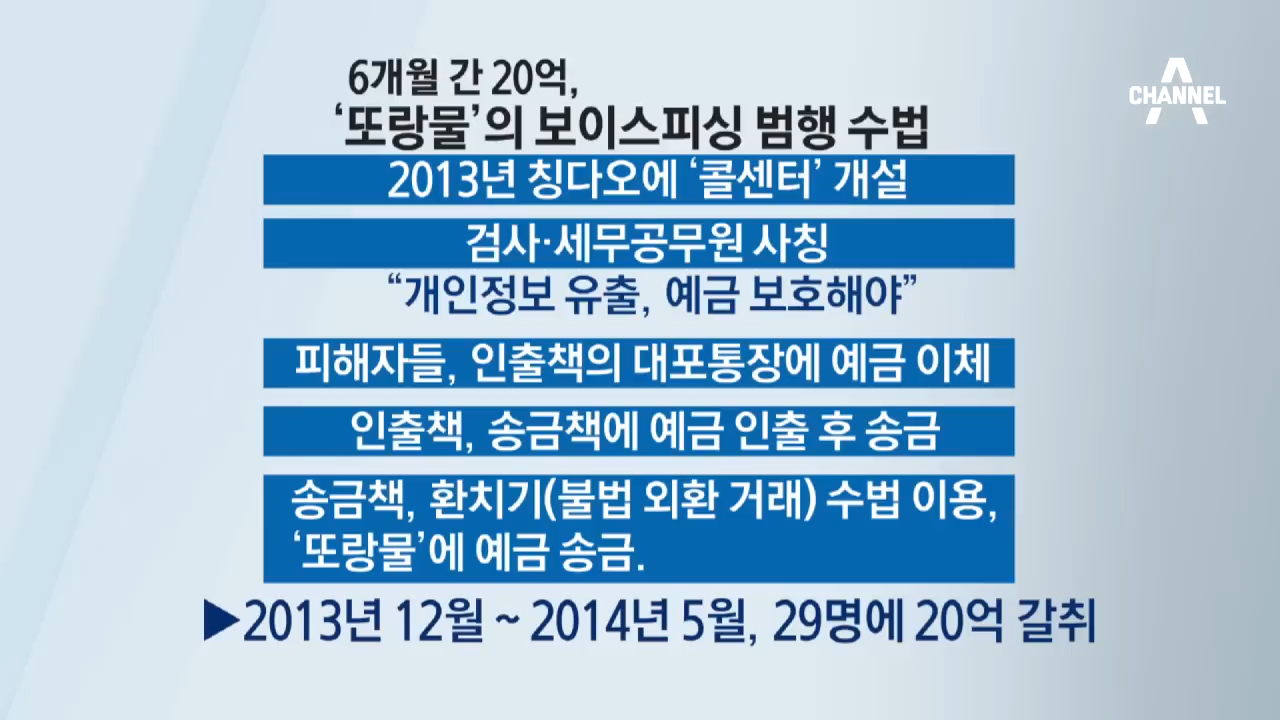 6개월 간 20억,
‘또랑물’의 보이스피싱 범행 수법
CHANNEL A
2013년 칭다오에 ‘콜센터’ 개설
검사·세무공무원 사칭
“개인정보 유출, 예금 보호해야”
피해자들, 인출책의 대포통장에 예금 이체
인출책, 송금책에 예금 인출 후 송금
송금책, 환치기(불법 외환 거래) 수법 이용,
‘또랑물’에 예금 송금.
▶2013년 12월 ~ 2014년 5월, 29명에 20억 갈취